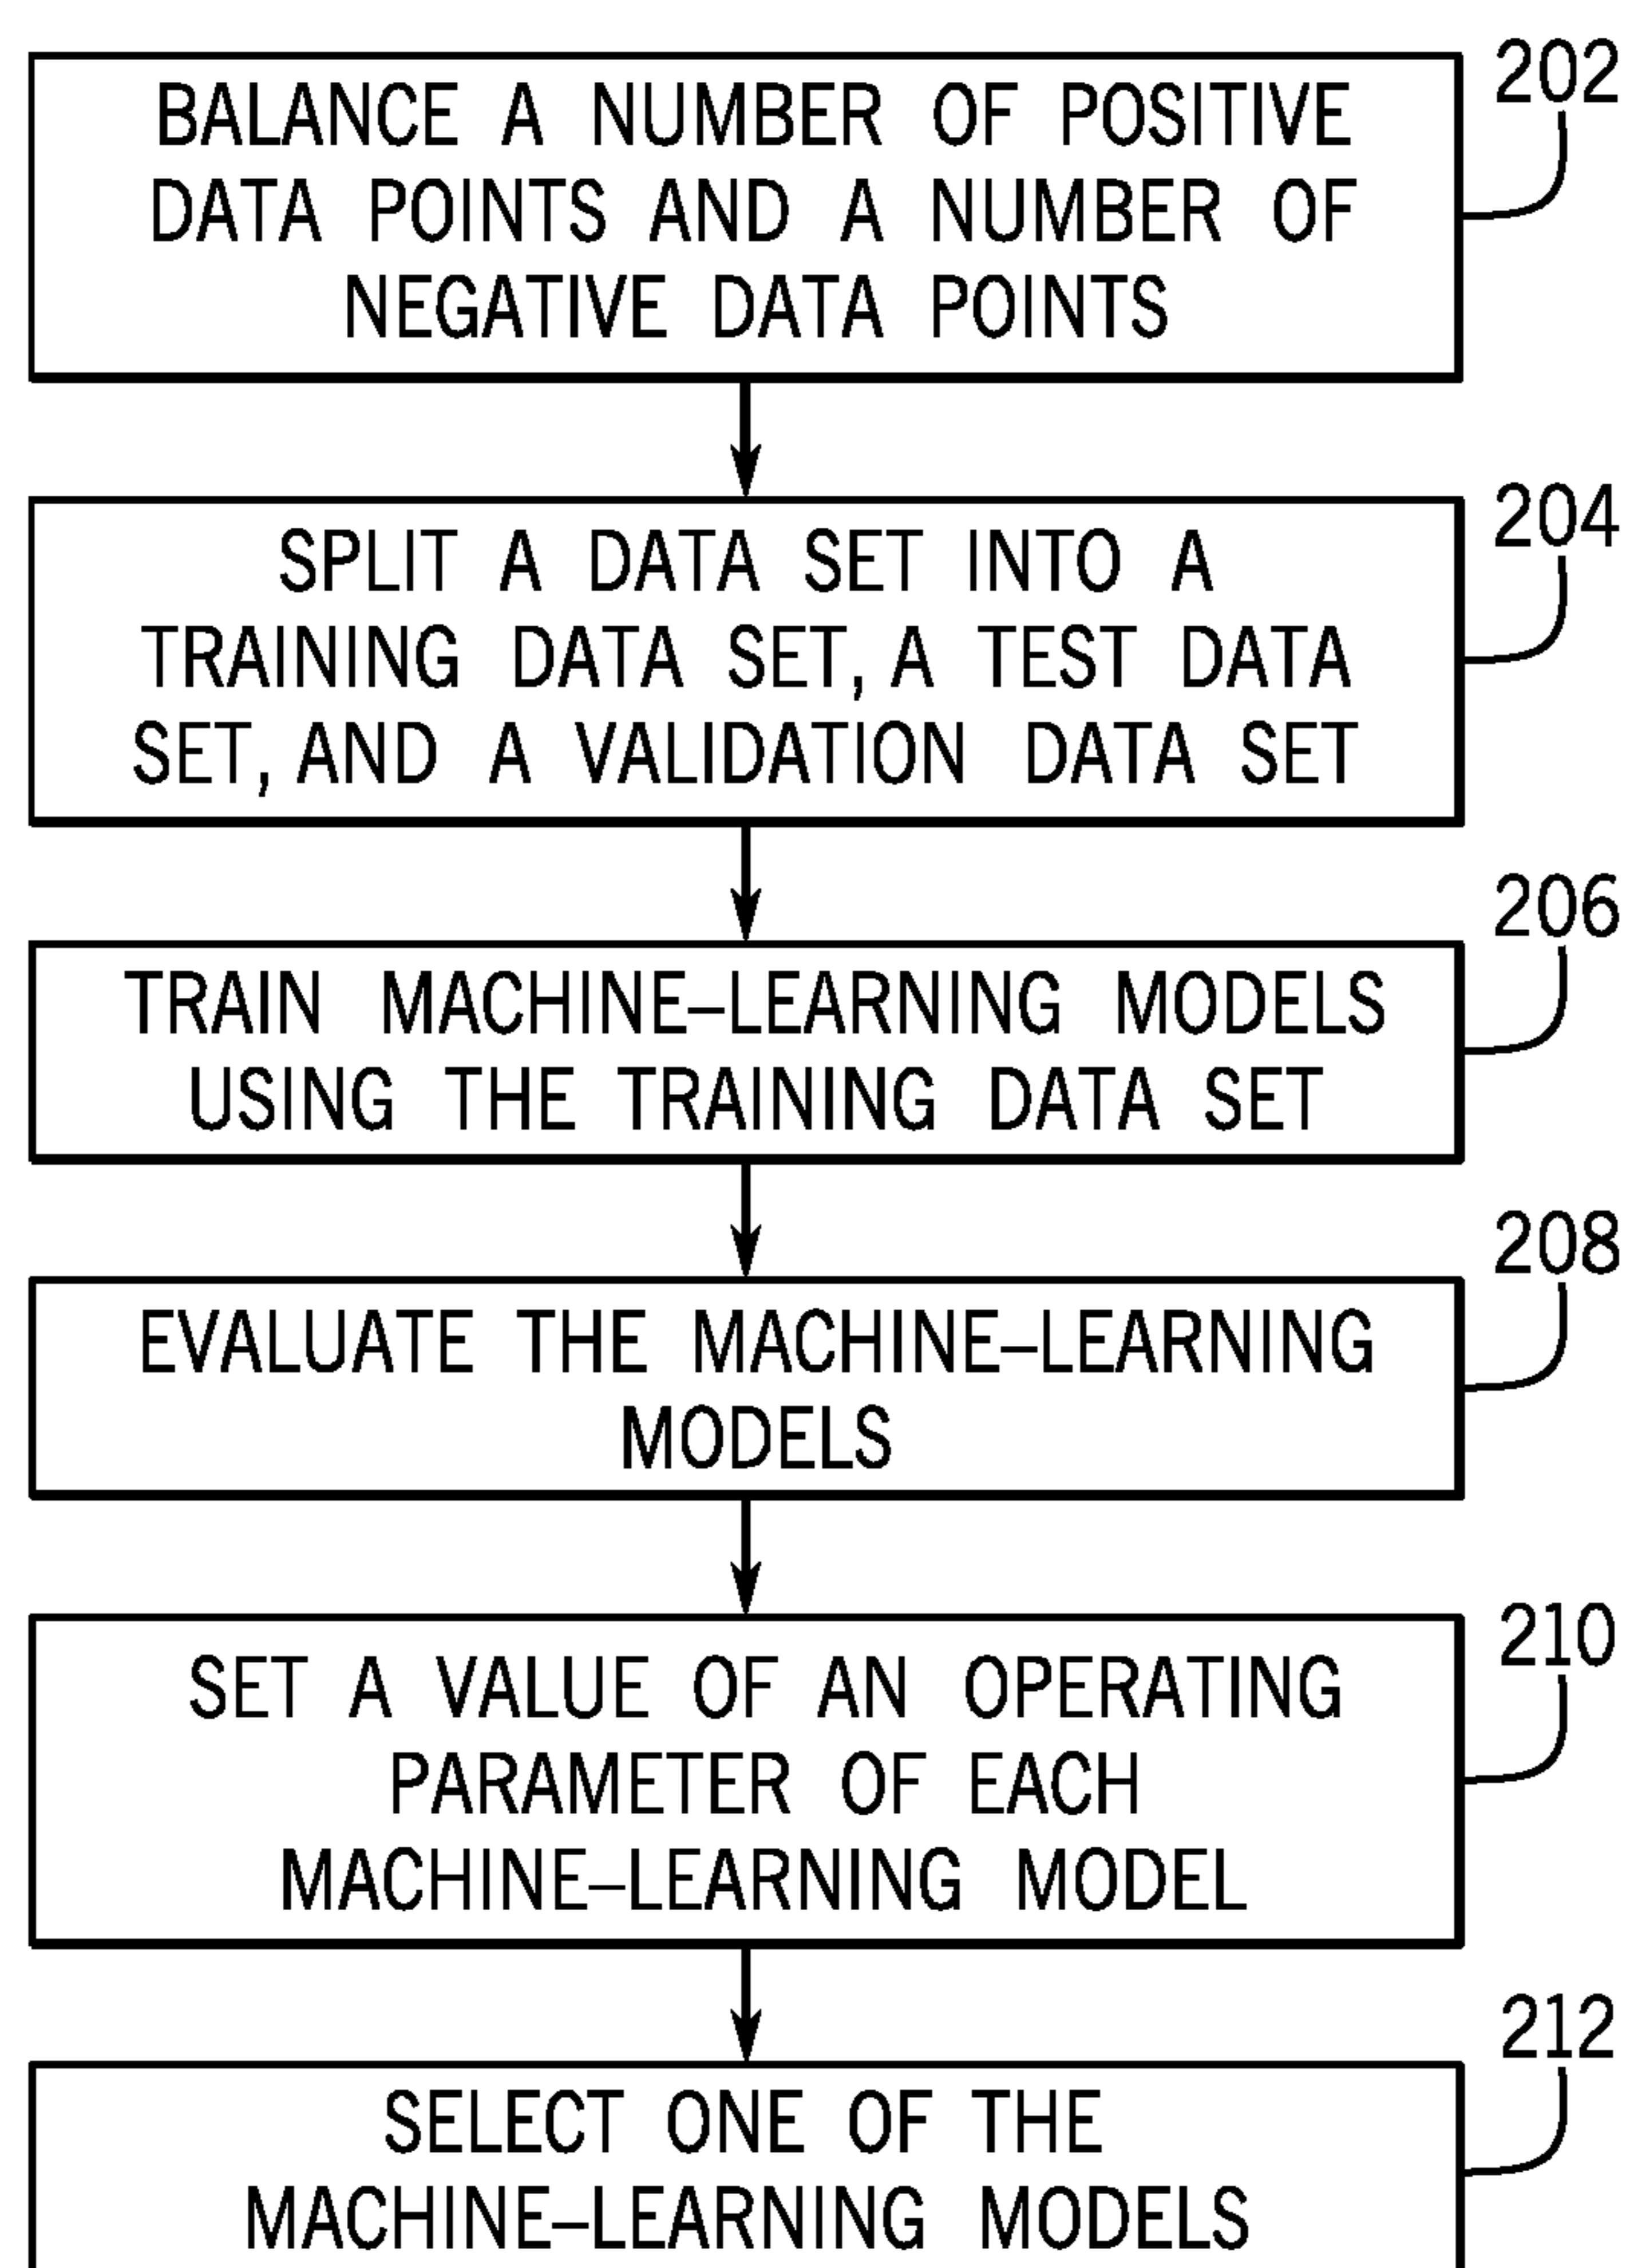 202
BALANCE A NUMBER OF POSITIVE
DATA POINTS AND A NUMBER OF
NEGATIVE DATA POINTS
204
SPLIT A DATA SET INTO A
TRAINING DATA SET, A TEST DATA
SET, AND A VALIDATION DATA SET
206
TRAIN MACHINE–LEARNING MODELS
USING THE TRAINING DATA SET
208
EVALUATE THE MACHINE–LEARNING
MODELS
210
SET A VALUE OF AN OPERATING
PARAMETER OF EACH
MACHINE–LEARNING MODEL
212
SELECT ONE OF THE
MACHINE–LEARNING MODELS